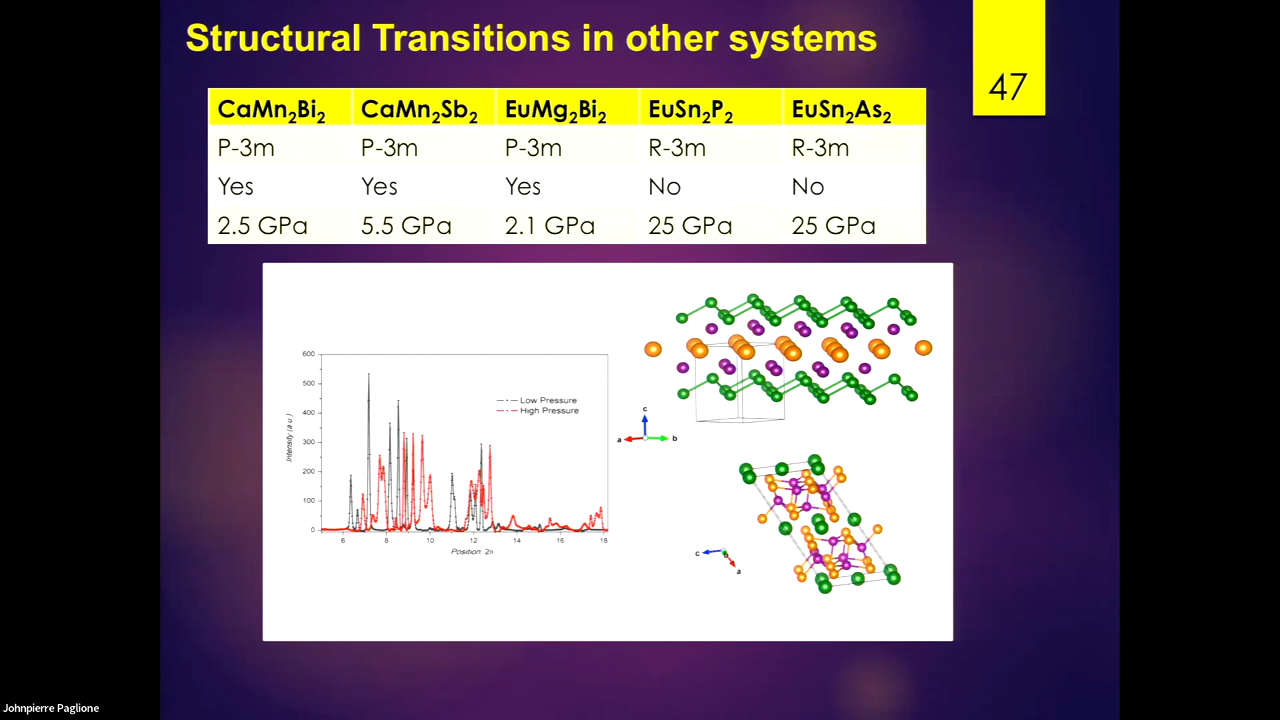 Structural Transitions in other systems
47
CaMn₂Bi₂ CaMn₂Sb₂ EuMg₂Bi₂ EuSn₂P₂ EuSn₂As₂
P-3m P-3m P-3m R-3m R-3m
Yes Yes Yes No No
2.5 GPa 5.5 GPa 2.1 GPa 25 GPa 25 GPa
600
500
400
300
200
100
0
Intensity (a u )
Low Pressure
High Pressure
6 8 10 12 14 16 18
c
a b
c
a
Johnpierre Paglione